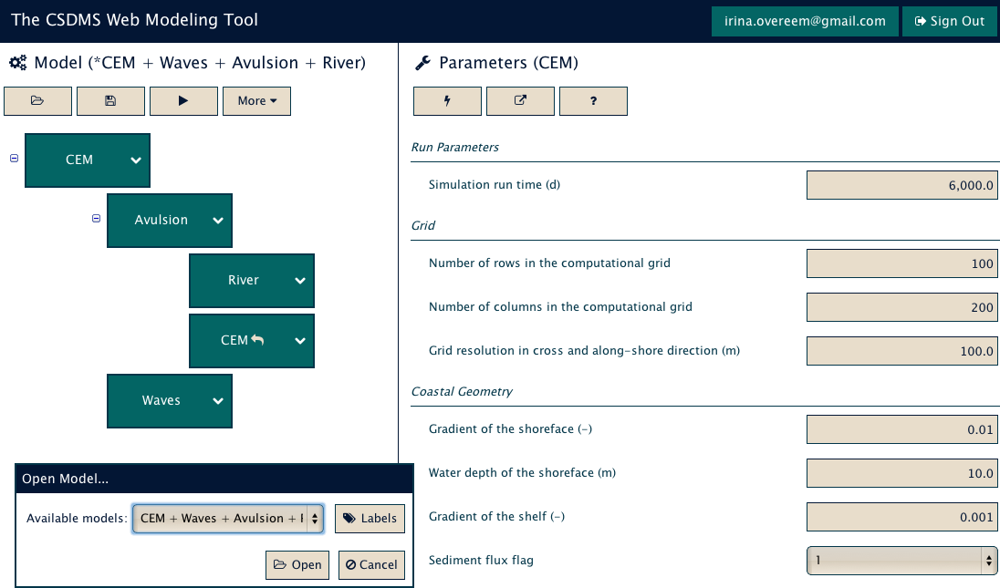 The CSDMS Web Modeling Tool
irina.overeem@gmail.com
Sign Out
Model (*CEM + Waves + Avulsion + River)
More
CEM
Avulsion
River
CEM
Waves
Open Model...
Available models: CEM + Waves + Avulsion + 
Labels
Open
Cancel
Parameters (CEM)
?
Run Parameters
Simulation run time (d) 6,000.0
Grid
Number of rows in the computational grid 100
Number of columns in the computational grid 200
Grid resolution in cross and along-shore direction (m) 100.0
Coastal Geometry
Gradient of the shoreface (-) 0.01
Water depth of the shoreface (m) 10.0
Gradient of the shelf (-) 0.001
Sediment flux flag 1